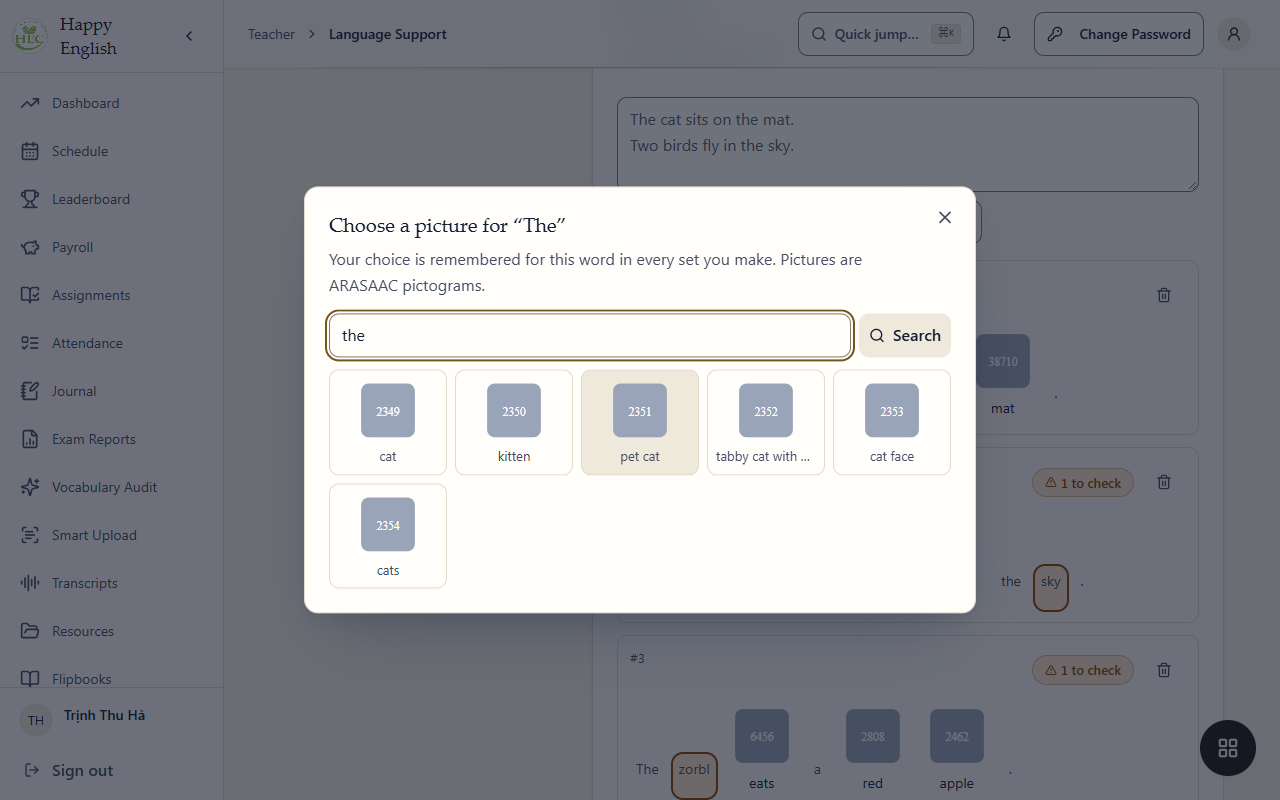 HEC
Happy
English
Teacher
Language Support
Quick jump...
⌘K
Change Password
Dashboard
Schedule
Leaderboard
Payroll
Assignments
Attendance
Journal
Exam Reports
Vocabulary Audit
Smart Upload
Transcripts
Resources
Flipbooks
TH
Trịnh Thu Hà
Sign out
The cat sits on the mat.
Two birds fly in the sky.
Choose a picture for “The”
Your choice is remembered for this word in every set you make. Pictures are
ARASAAC pictograms.
the
Search
2349
2350
2351
2352
2353
cat
kitten
pet cat
tabby cat with ...
cat face
2354
cats
38710
mat
.
1 to check
the
sky
.
#3
1 to check
6456
2808
2462
The
zorbl
eats
a
red
apple
.